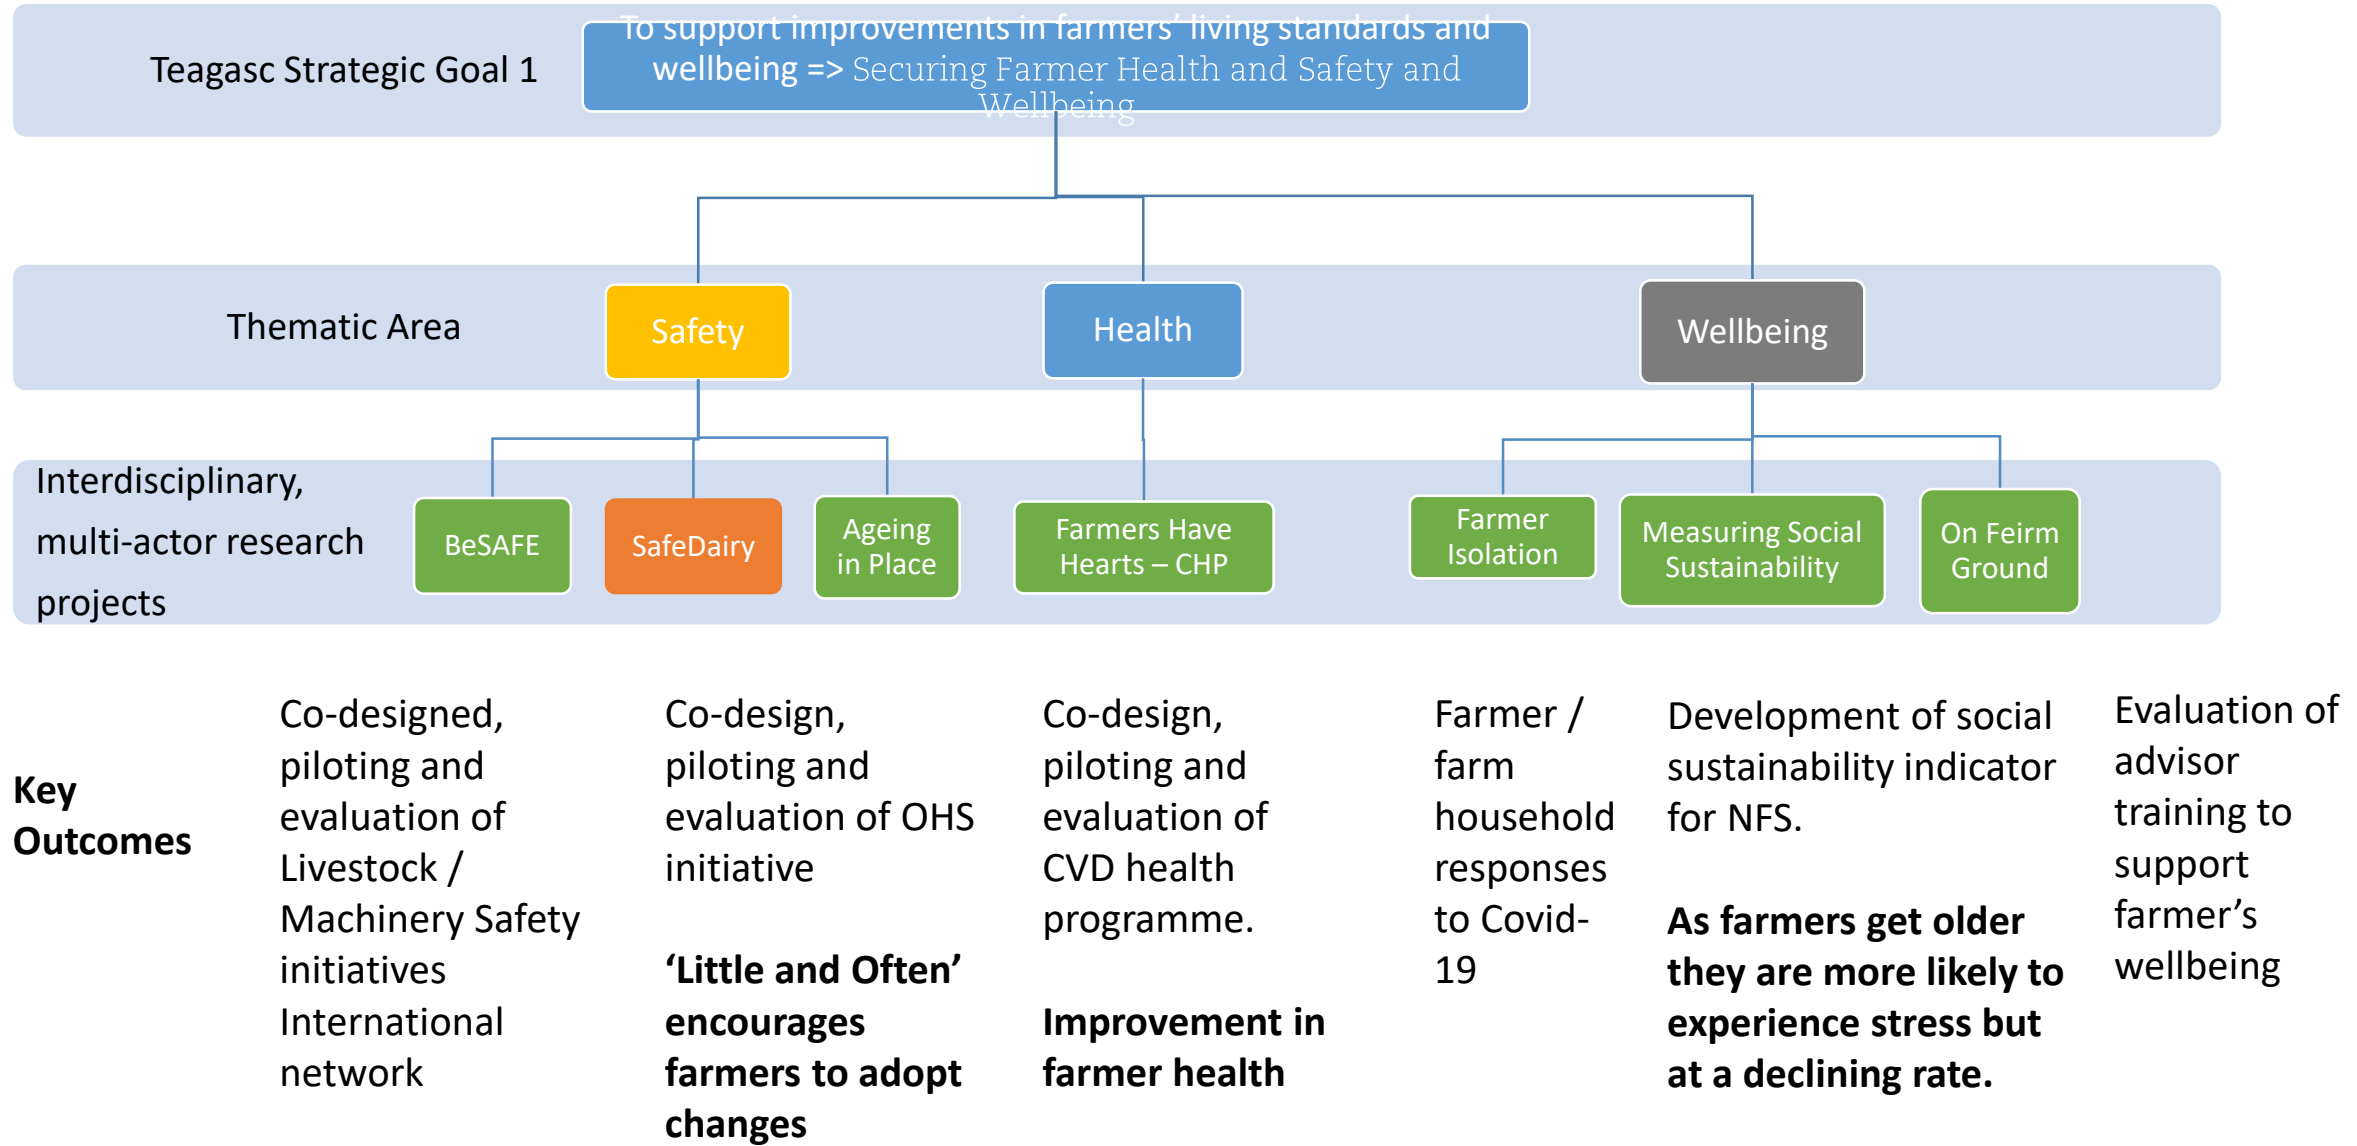 Teagasc Strategic Goal 1
To support improvements in farmers’ living standards and
wellbeing => Securing Farmer Health and Safety and
Wellbeing
Thematic Area
Safety
Health
Wellbeing
Interdisciplinary,
multi-actor research
projects
BeSAFE
SafeDairy
Ageing
in Place
Farmers Have
Hearts – CHP
Farmer
Isolation
Measuring Social
Sustainability
On Feirm
Ground
Key
Outcomes
Co-designed,
piloting and
evaluation of
Livestock /
Machinery Safety
initiatives
International
network
Co-design,
piloting and
evaluation of OHS
initiative
‘Little and Often’
encourages
farmers to adopt
changes
Co-design,
piloting and
evaluation of
CVD health
programme.
Improvement in
farmer health
Farmer /
farm
household
responses
to Covid-
19
Development of social
sustainability indicator
for NFS.
As farmers get older
they are more likely to
experience stress but
at a declining rate.
Evaluation of
advisor
training to
support
farmer’s
wellbeing